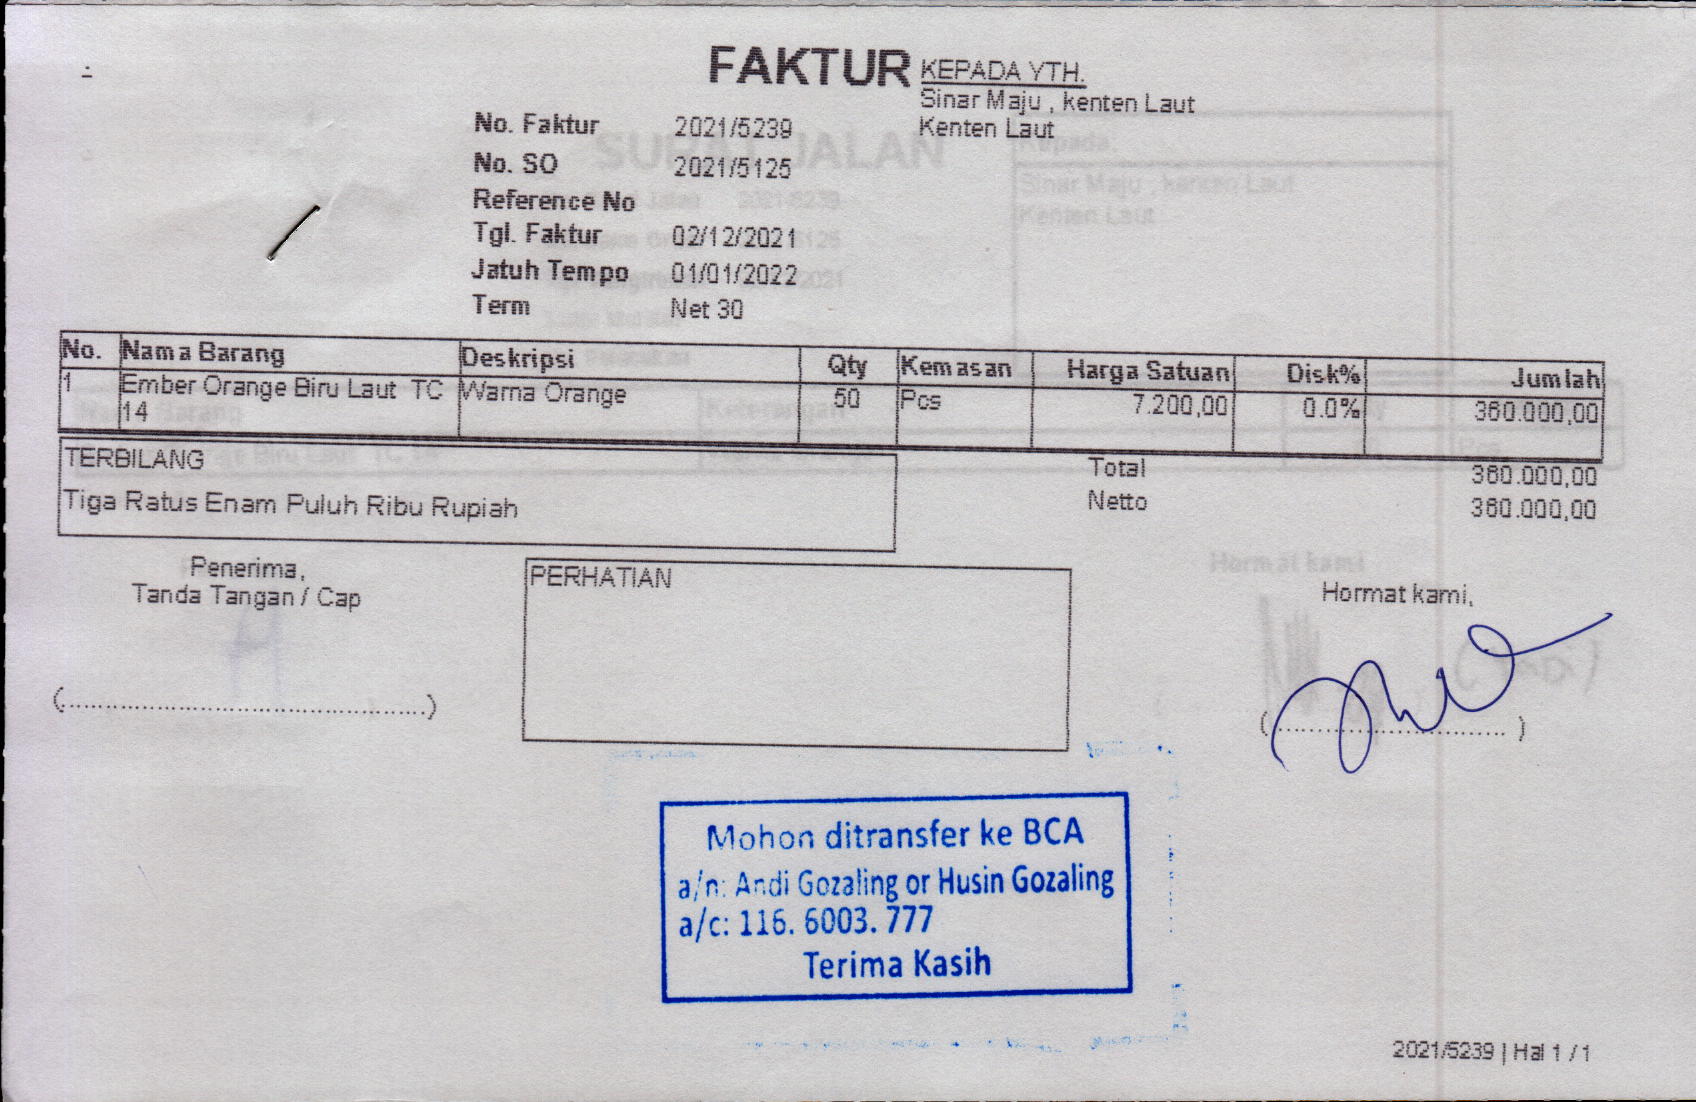 FAKTUR
KEPADA YTH.
Sinar Maju , kenten Laut
Kenten Laut
No. Faktur 2021/5239
No. SO 2021/5125
Reference No
Tgl. Faktur 02/12/2021
Jatuh Tempo 01/01/2022
Term Net 30
No. Nama Barang Deskripsi Qty Kemasan Harga Satuan Disk% Jumlah
1 Ember Orange Biru Laut TC 14 Warna Orange 50 Pcs 7.200,00 0.0% 360.000,00
TERBILANG
Tiga Ratus Enam Puluh Ribu Rupiah
Total 360.000,00
Netto 360.000,00
Penerima,
Tanda Tangan / Cap
PERHATIAN
Hormat kami,
Mohon ditransfer ke BCA
a/n: Andi Gozaling or Husin Gozaling
a/c: 116. 6003. 777
Terima Kasih
2021/5239 | Hal 1 / 1